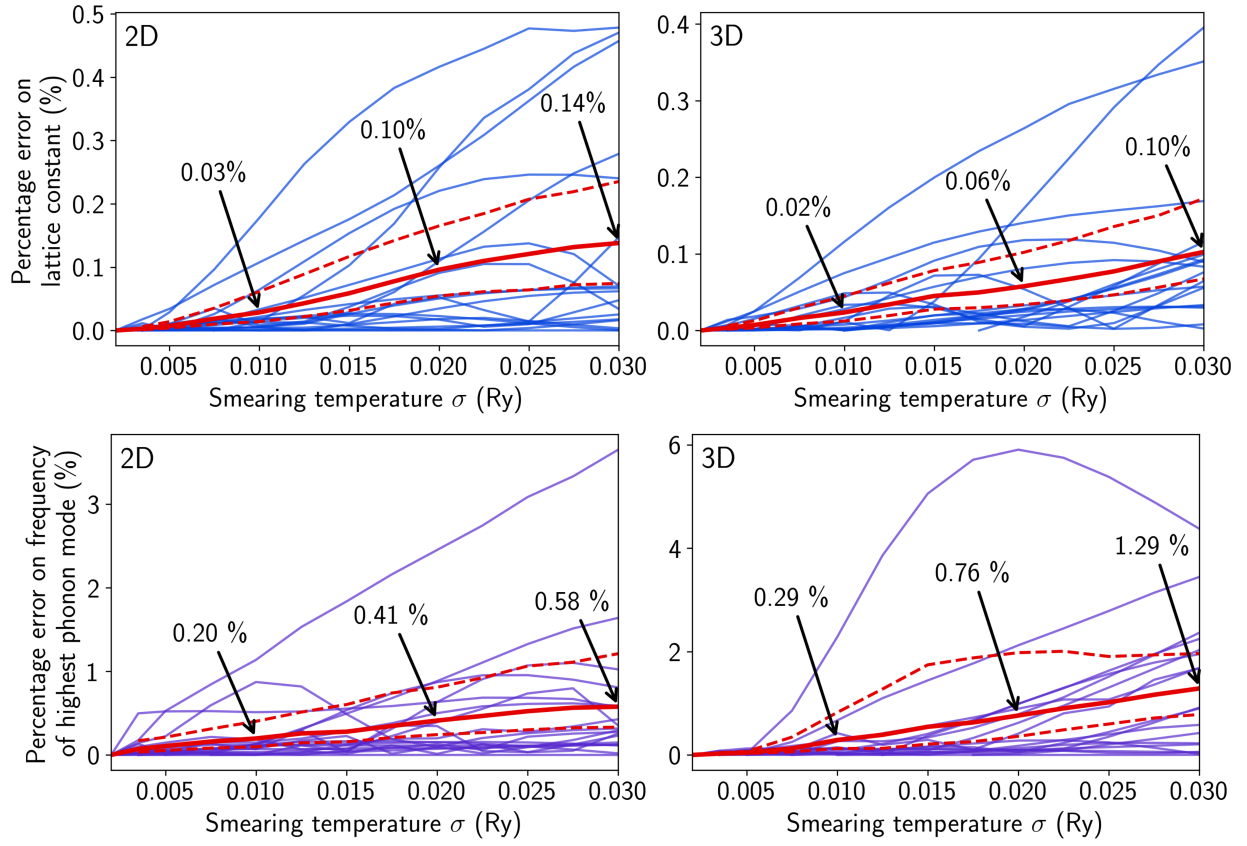 2D
0.5
0.4
0.3
0.2
0.1
0.0
0.03%
0.10%
0.14%
0.005 0.010 0.015 0.020 0.025 0.030
Smearing temperature σ (Ry)
Percentage error on
lattice constant (%)
3D
0.4
0.3
0.2
0.1
0.0
0.02%
0.06%
0.10%
0.005 0.010 0.015 0.020 0.025 0.030
Smearing temperature σ (Ry)
2D
3
2
1
0
0.20 %
0.41 %
0.58 %
0.005 0.010 0.015 0.020 0.025 0.030
Smearing temperature σ (Ry)
Percentage error on frequency
of highest phonon mode (%)
3D
6
4
2
0
0.29 %
0.76 %
1.29 %
0.005 0.010 0.015 0.020 0.025 0.030
Smearing temperature σ (Ry)